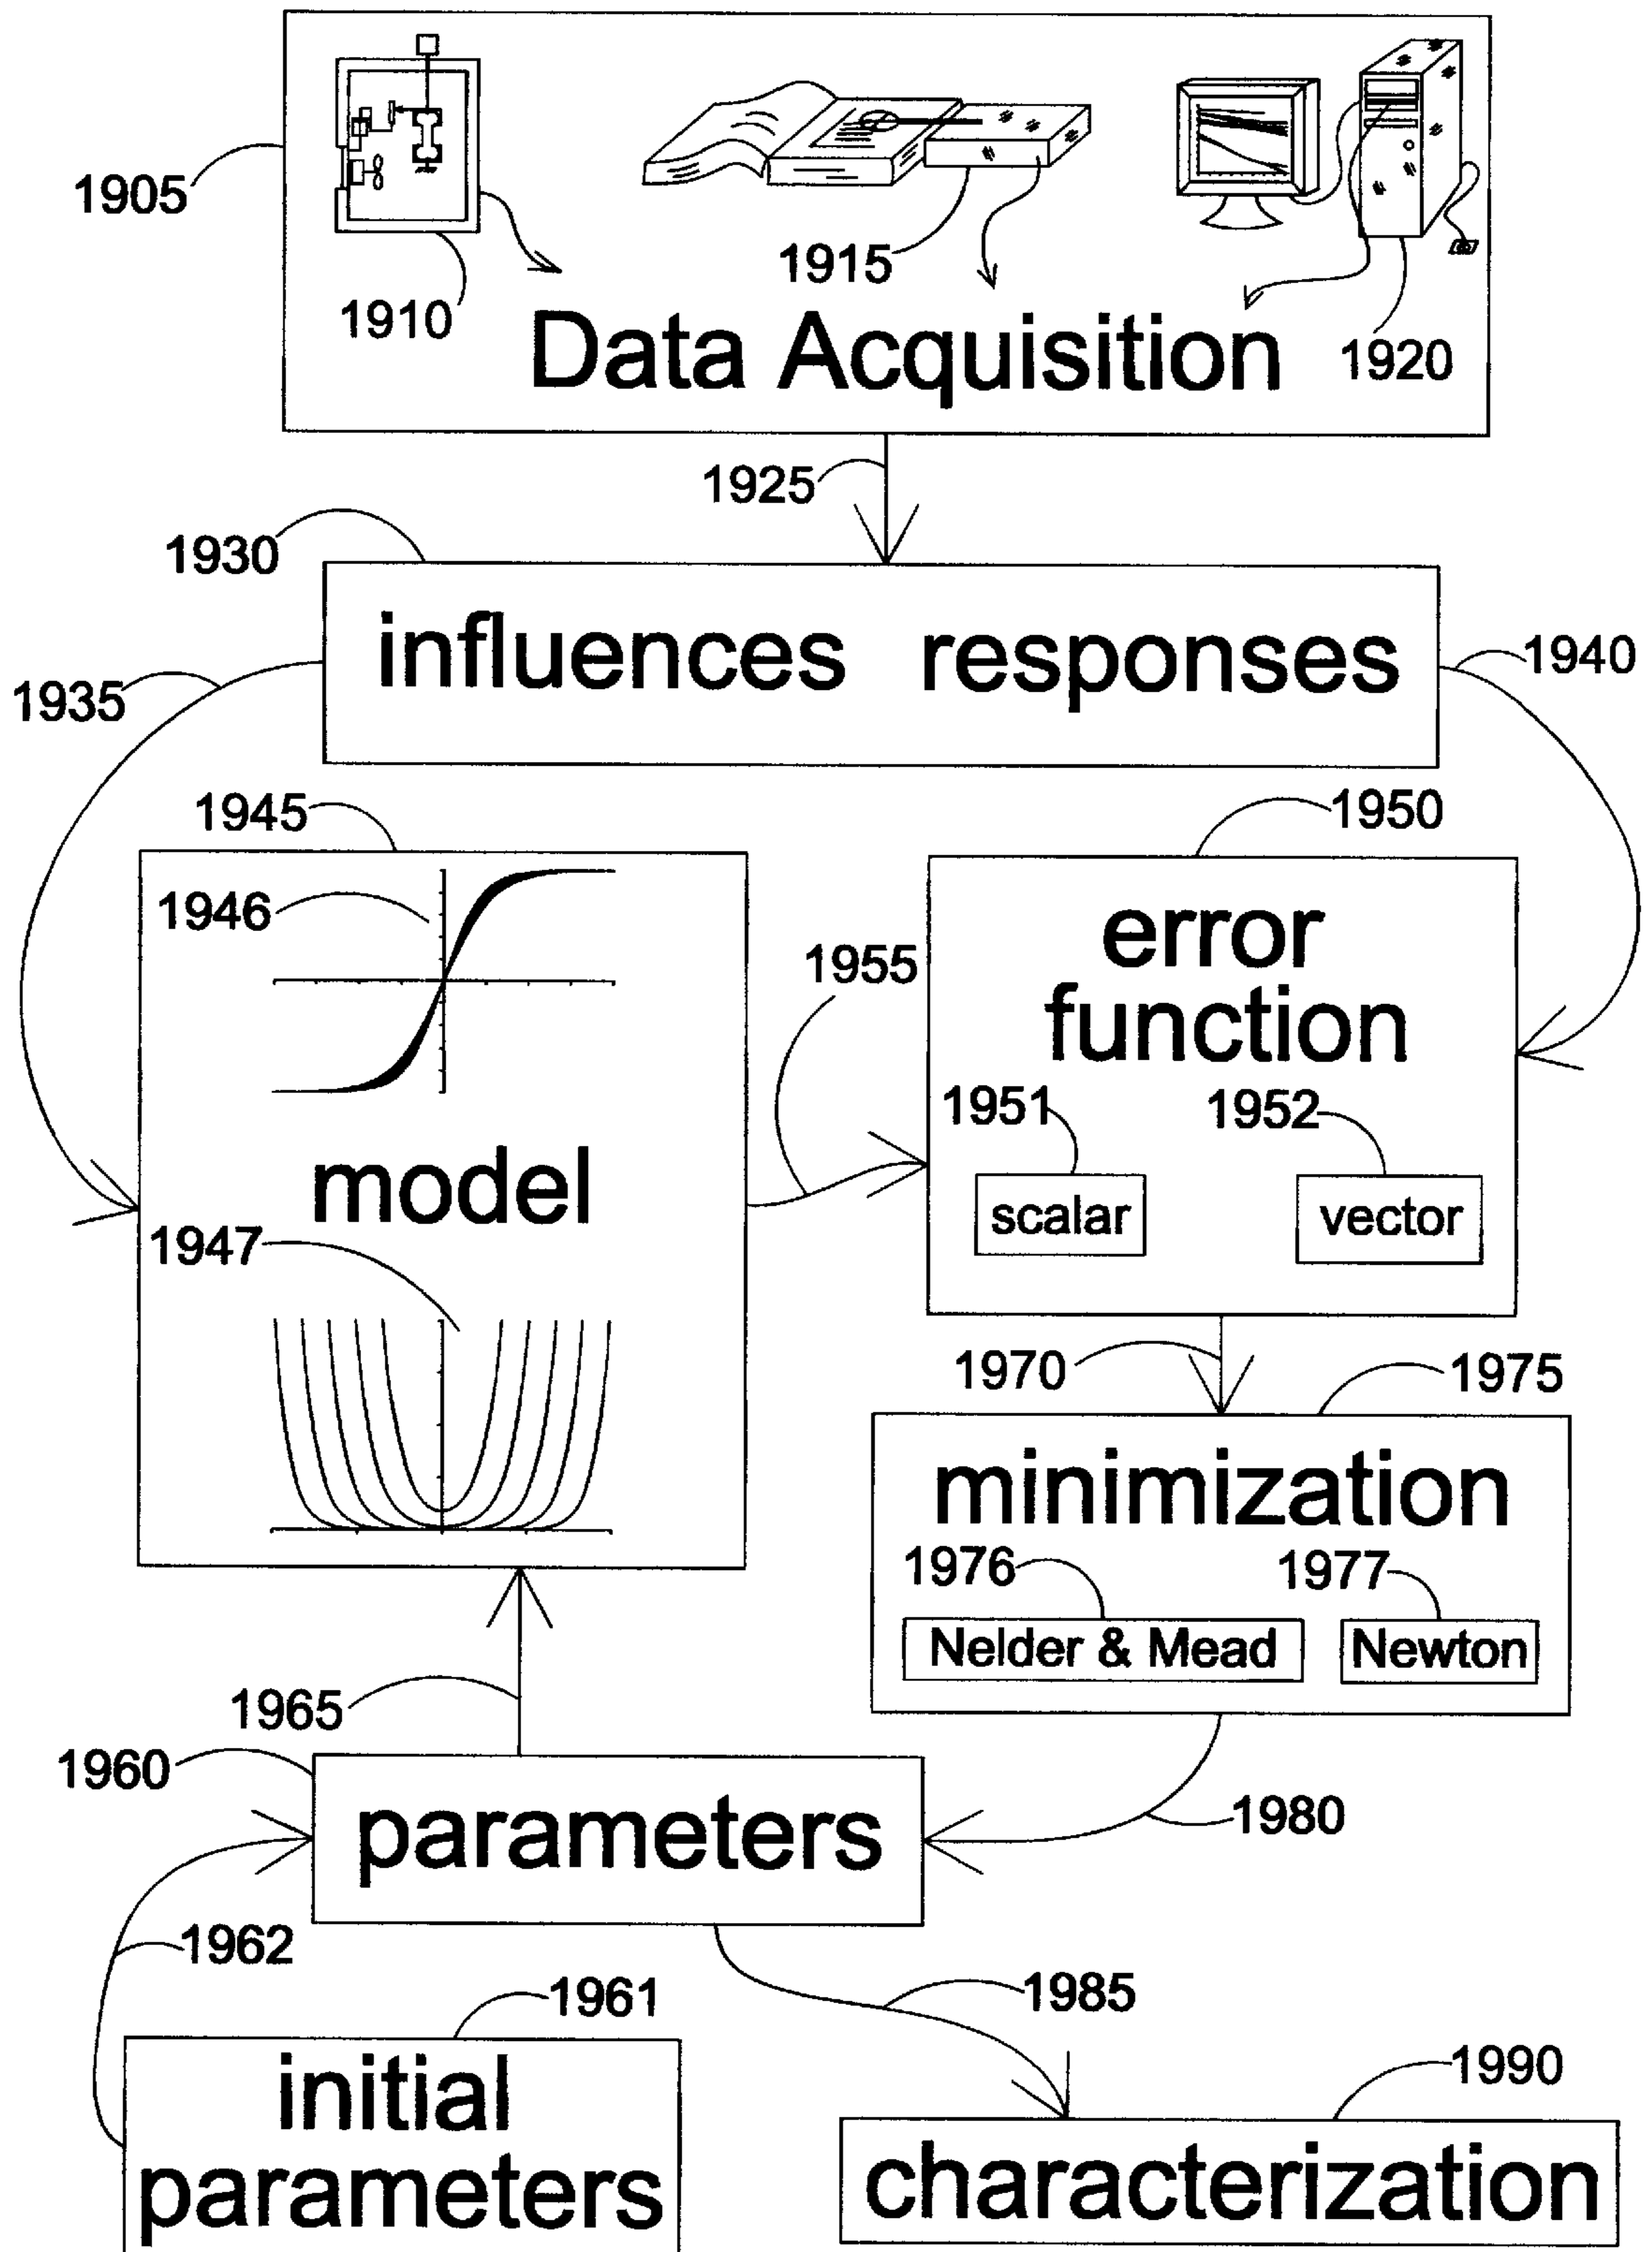 1905
1910
1915
1920
Data Acquisition
1925
1930
influences responses
1935
1940
1945
1946
model
1947
1950
error
function
1951
1952
scalar
vector
1955
1970
1975
minimization
1976
1977
Nelder & Mead
Newton
1965
1960
parameters
1980
1962
1961
initial
parameters
1985
1990
characterization